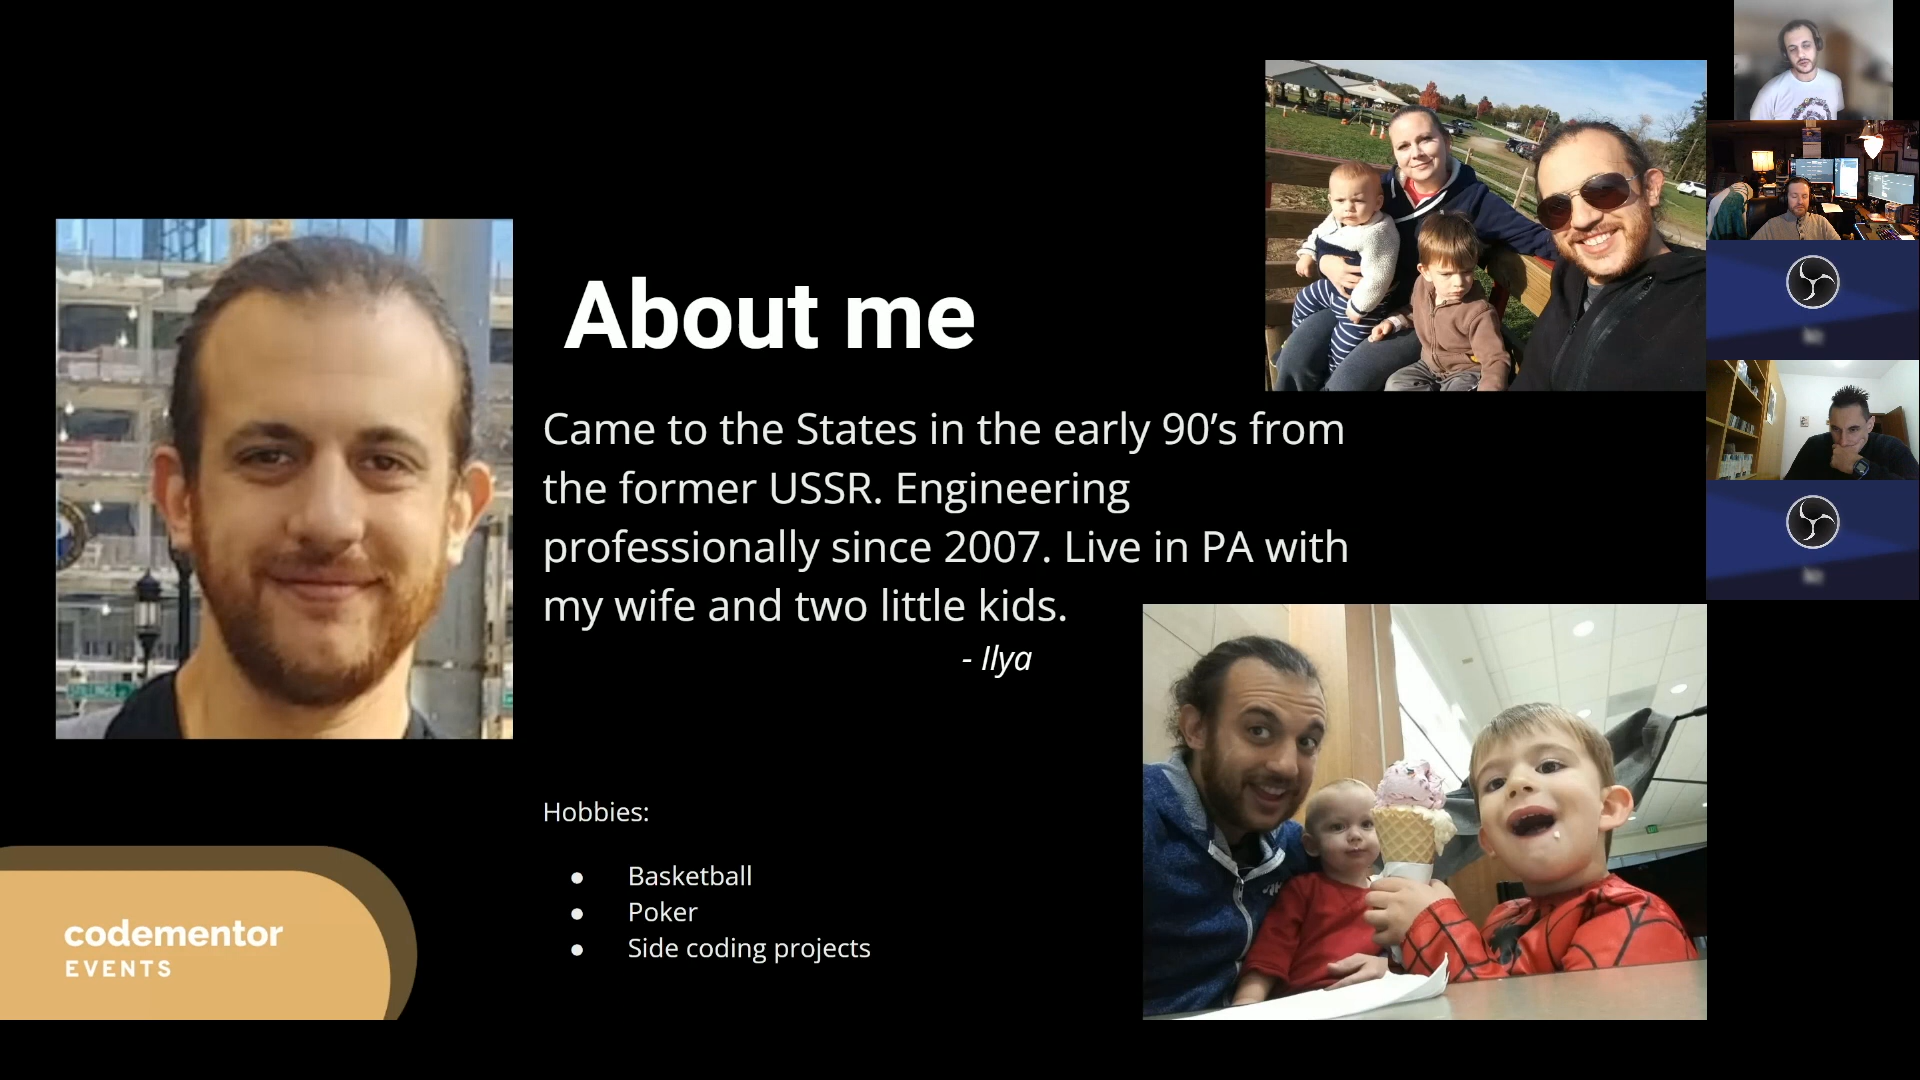 About me
Came to the States in the early 90’s from
the former USSR. Engineering
professionally since 2007. Live in PA with
my wife and two little kids.
- Ilya
Hobbies:
● Basketball
● Poker
● Side coding projects
codementor
EVENTS